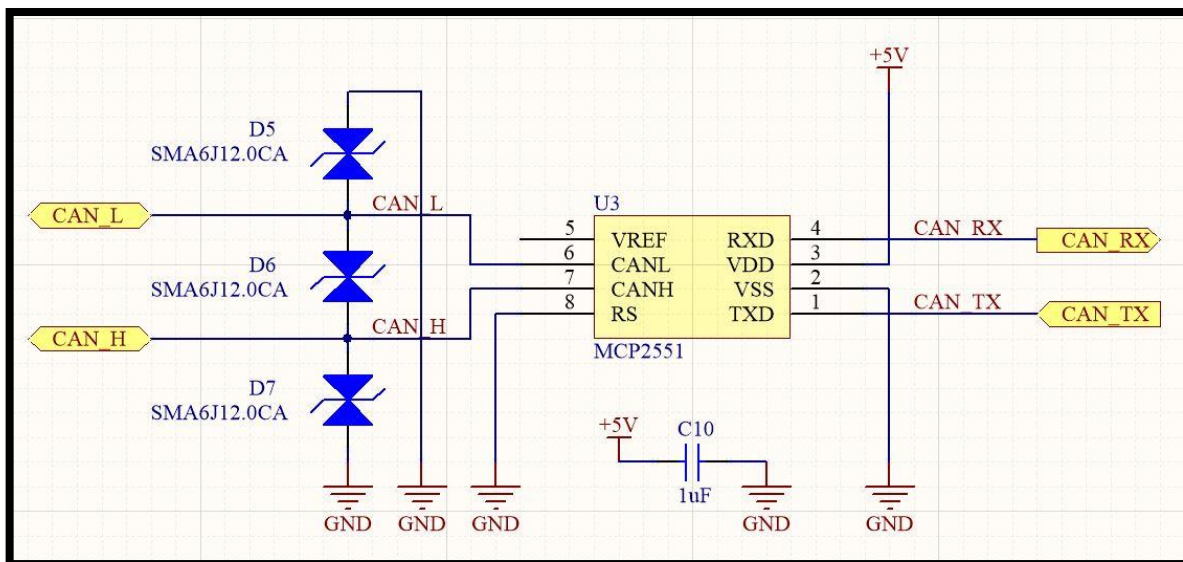 +5V
D5
SMA6J12.0CA
CAN_L
CAN_L
U3
5
VREF
RXD
4
CAN_RX
CAN_RX
D6
SMA6J12.0CA
6
CANL
VDD
3
7
CANH
VSS
2
CAN_H
CAN_H
8
RS
TXD
1
CAN_TX
CAN_TX
MCP2551
D7
SMA6J12.0CA
+5V
C10
1uF
GND
GND
GND
GND
GND